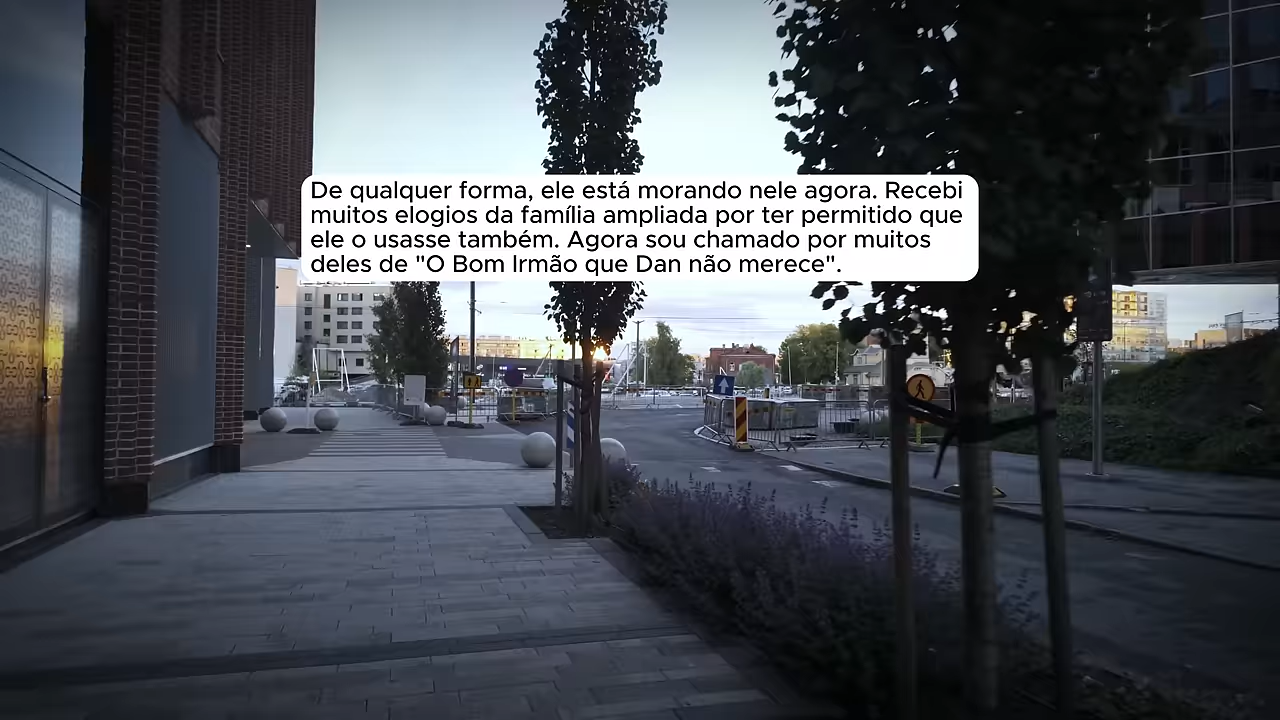 De qualquer forma, ele está morando nele agora. Recebi
muitos elogios da família ampliada por ter permitido que
ele o usasse também. Agora sou chamado por muitos
deles de "O Bom Irmão que Dan não merece".